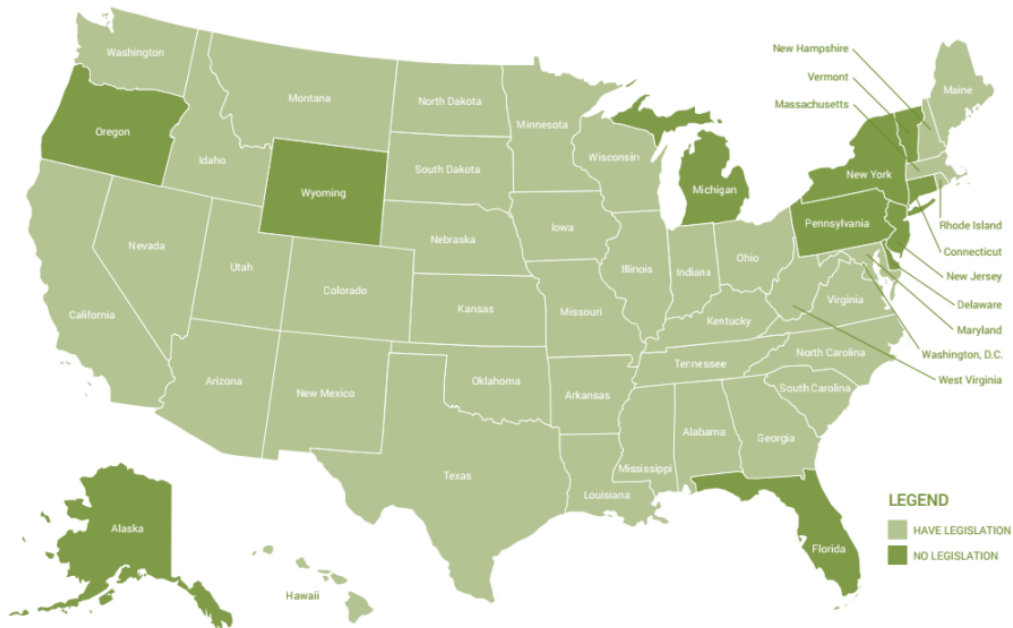 New Hampshire
Washington
Vermont
Maine
Montana
North Dakota
Massachusetts
Minnesota
Oregon
Wisconsin
Idaho
South Dakota
New York
Wyoming
Michigan
Pennsylvania
Rhode Island
Iowa
Nebraska
Nevada
Connecticut
Ohio
Utah
Illinois
Indiana
New Jersey
Colorado
Virginia
Delaware
Kansas
Missouri
California
Kentucky
Maryland
North Carolina
Washington, D.C.
Tennessee
Arizona
Oklahoma
West Virginia
New Mexico
Arkansas
South Carolina
Alabama
Georgia
Mississippi
Texas
Louisiana
LEGEND
Alaska
HAVE LEGISLATION
Florida
NO LEGISLATION
Hawaii